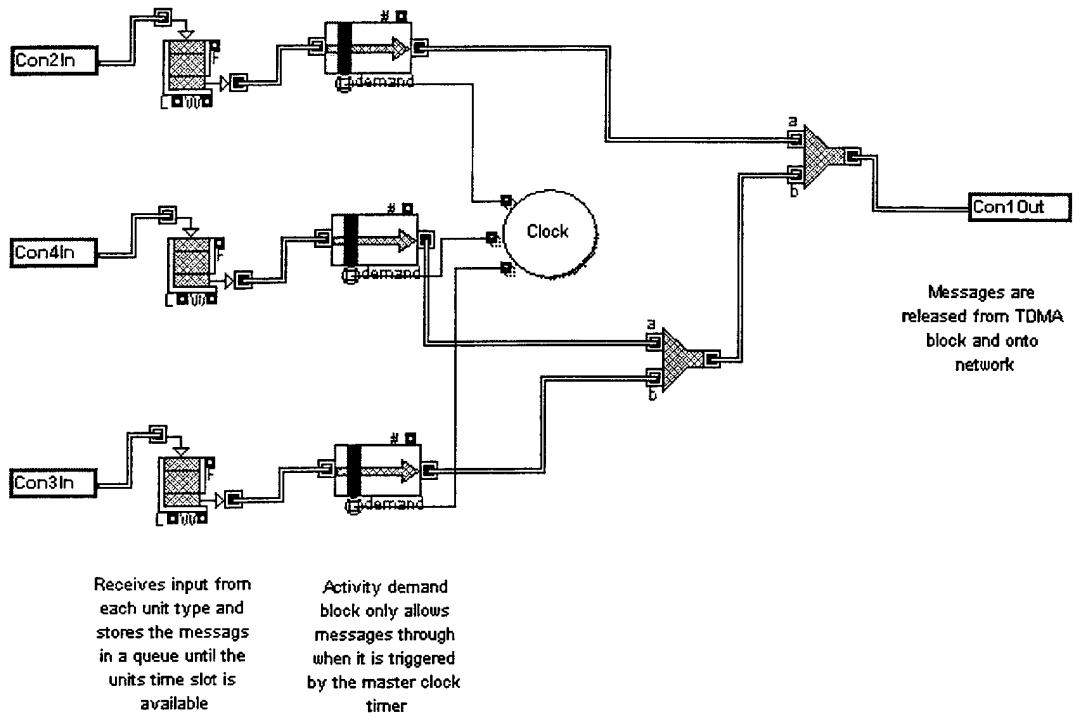 #
Con2In
F
demand
L W
a
b
#
Con1Out
Con4In
F
Clock
demand
L W
Messages are
released from TDMA
block and onto
network
a
b
#
Con3In
F
demand
L W
Receives input from
each unit type and
stores the messags
in a queue until the
units time slot is
available
Activity demand
block only allows
messages through
when it is triggered
by the master clock
timer